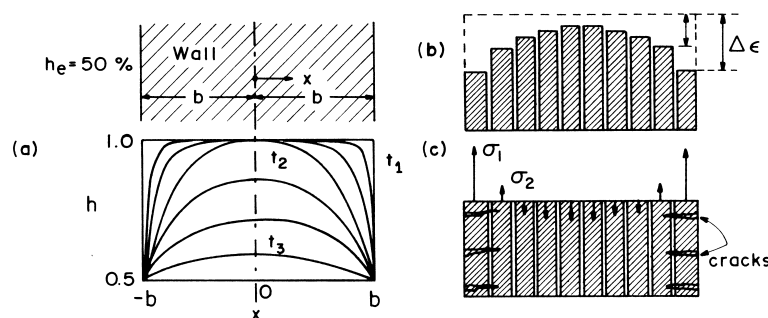 Wall
hₑ = 50 %
x
b b
(a)
1.0
h
0.5
t₁
t₂
t₃
-b 0 b
x
(b)
Δϵ
(c)
σ₁
σ₂
cracks